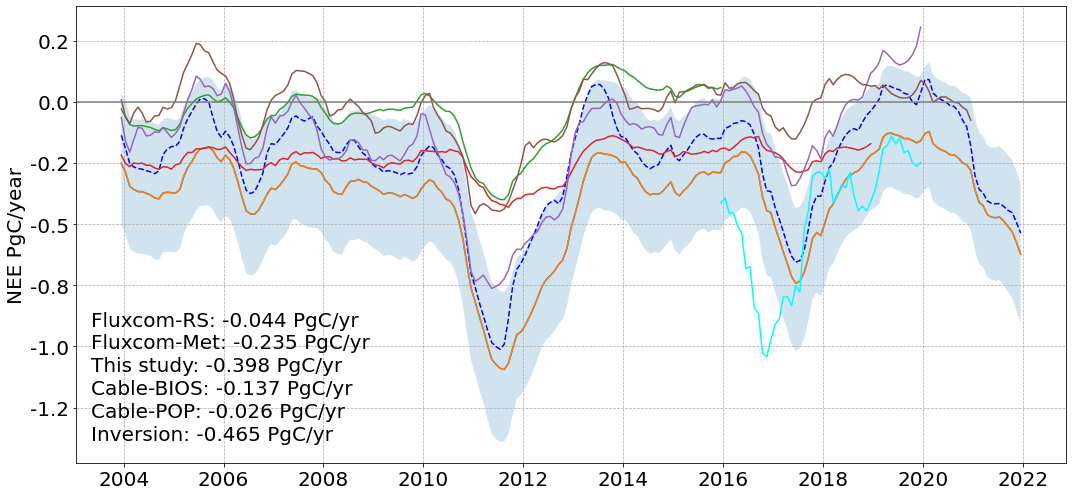 0.2
0.0
-0.2
-0.5
-0.8
-1.0
-1.2
NEE PgC/year
Fluxcom-RS: -0.044 PgC/yr
Fluxcom-Met: -0.235 PgC/yr
This study: -0.398 PgC/yr
Cable-BIOS: -0.137 PgC/yr
Cable-POP: -0.026 PgC/yr
Inversion: -0.465 PgC/yr
2004 2006 2008 2010 2012 2014 2016 2018 2020 2022